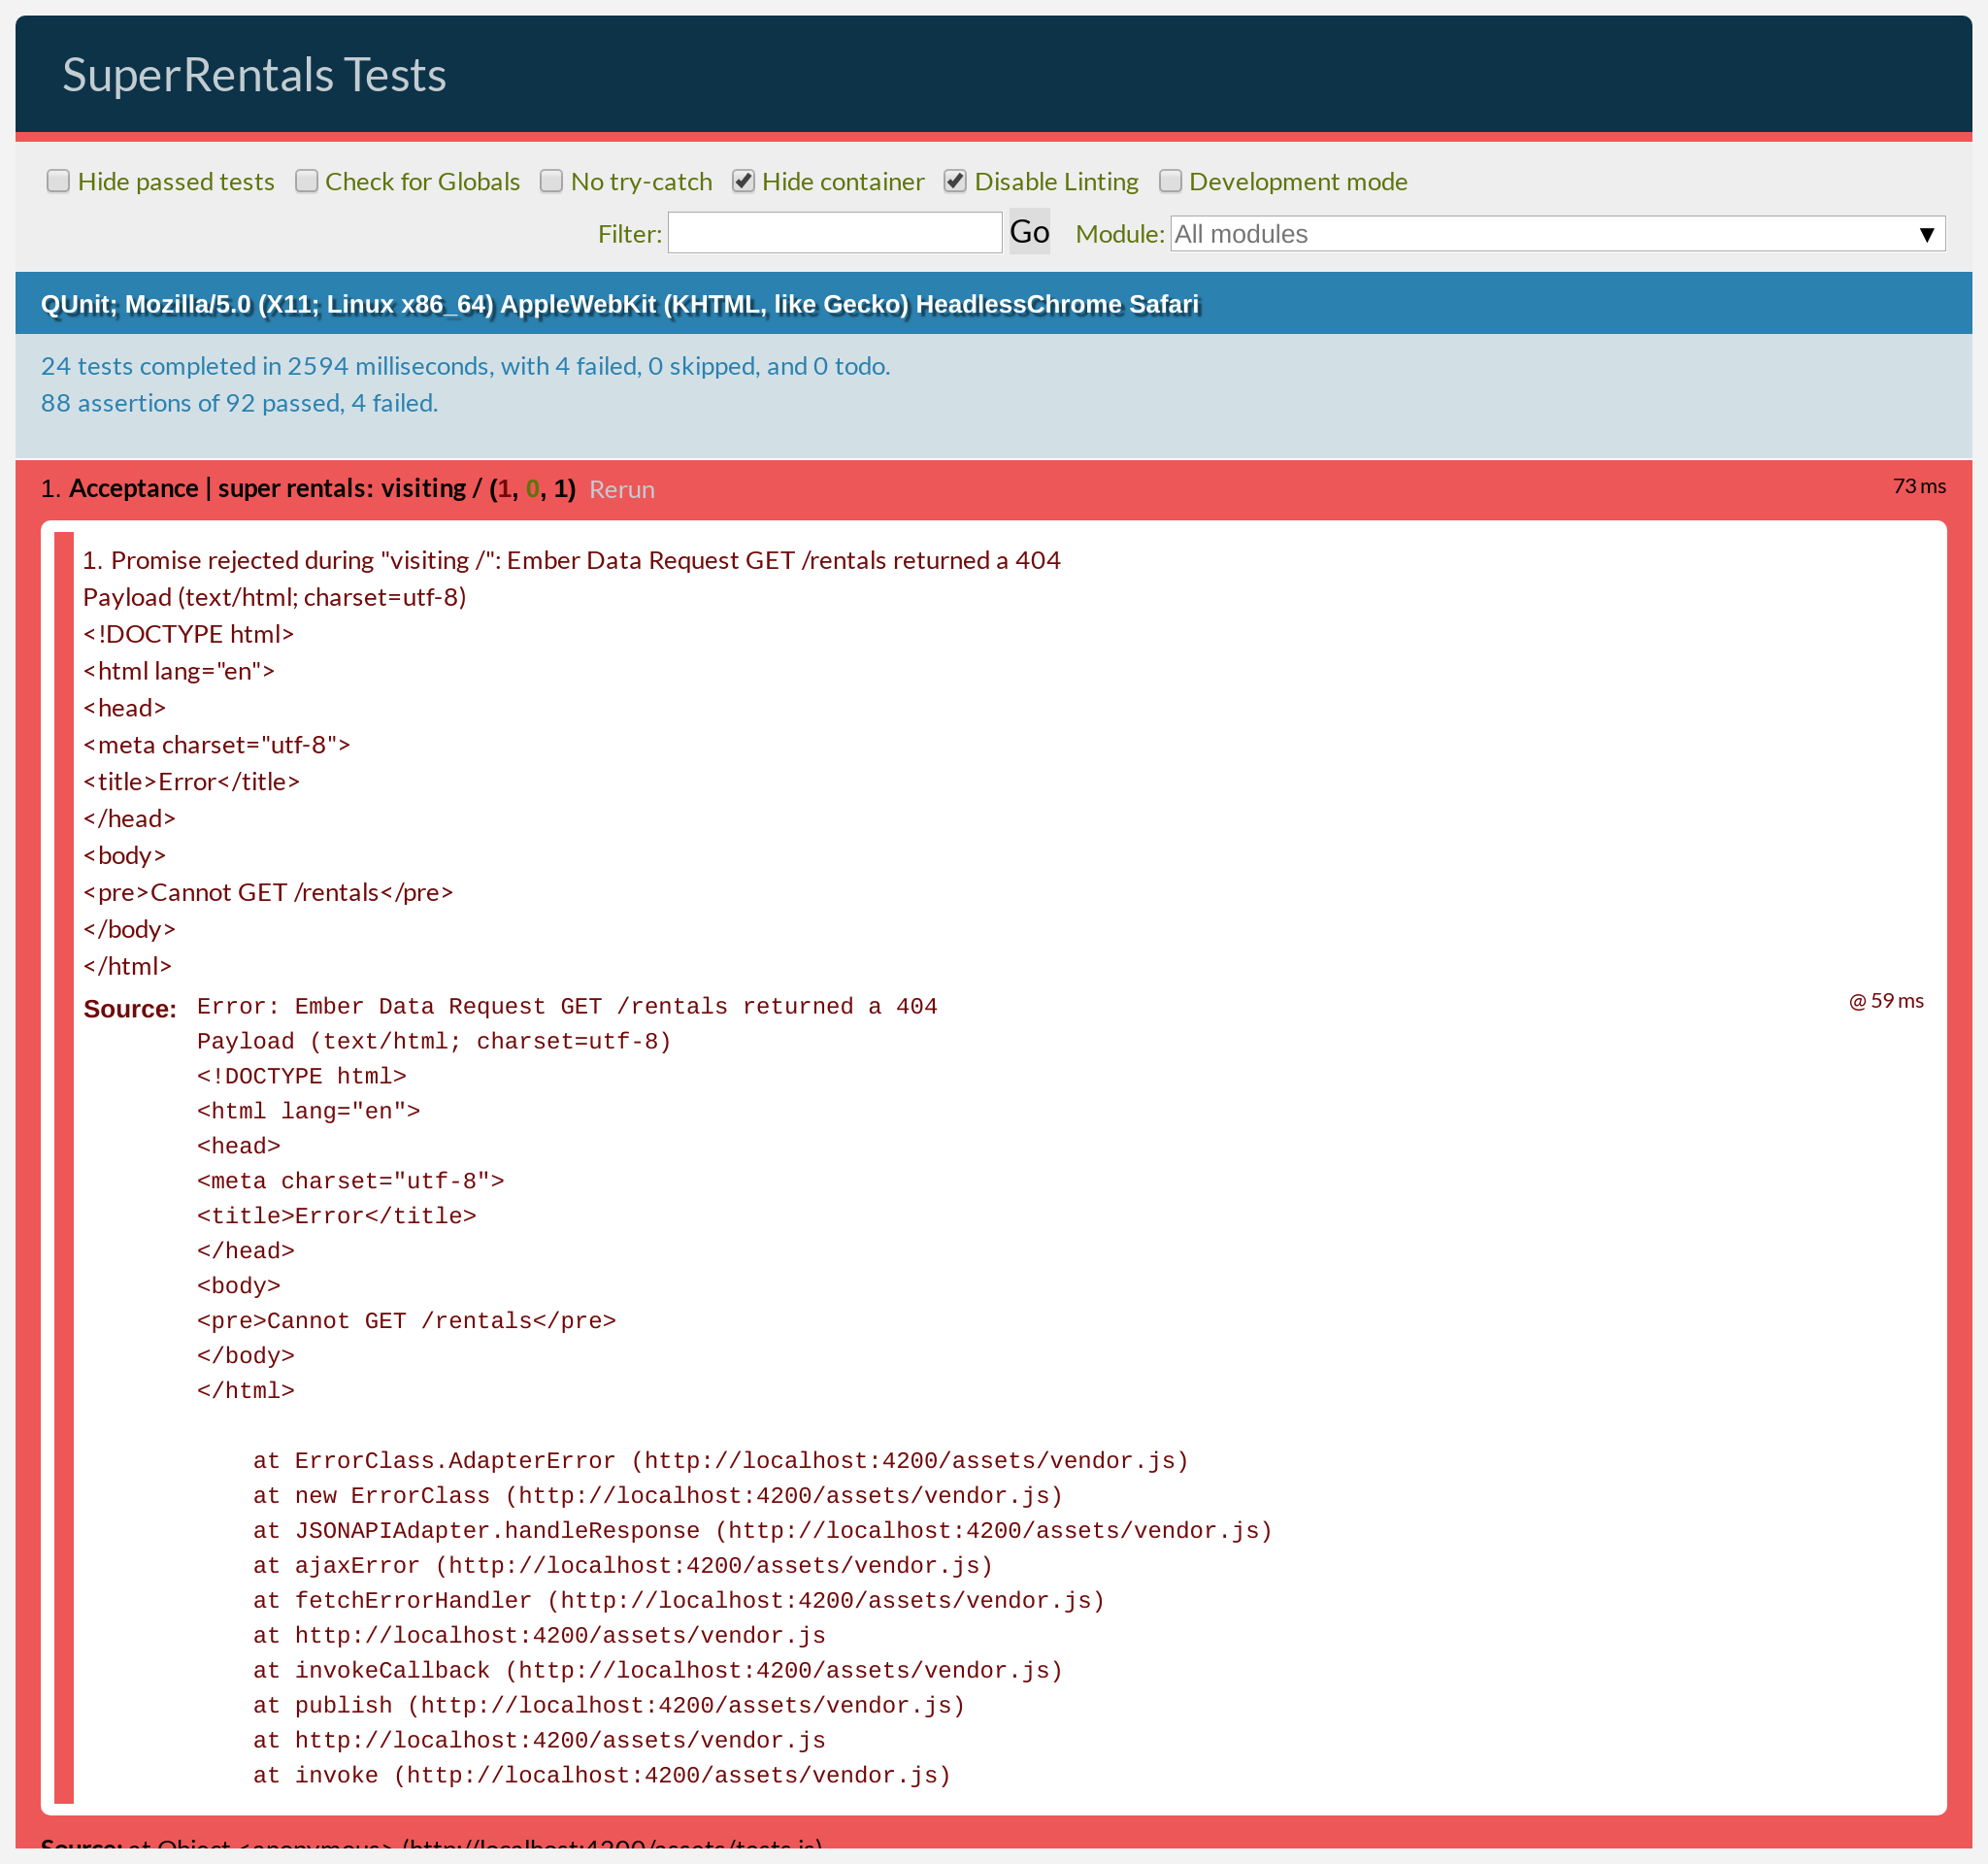 SuperRentals Tests
Hide passed tests Check for Globals No try-catch Hide container Disable Linting Development mode
Filter: Go Module: All modules ▼
QUnit; Mozilla/5.0 (X11; Linux x86_64) AppleWebKit (KHTML, like Gecko) HeadlessChrome Safari
24 tests completed in 2594 milliseconds, with 4 failed, 0 skipped, and 0 todo.
88 assertions of 92 passed, 4 failed.
1. Acceptance | super rentals: visiting / (1, 0, 1) Rerun 73 ms
1. Promise rejected during "visiting /": Ember Data Request GET /rentals returned a 404
Payload (text/html; charset=utf-8)
<!DOCTYPE html>
<html lang="en">
<head>
<meta charset="utf-8">
<title>Error</title>
</head>
<body>
<pre>Cannot GET /rentals</pre>
</body>
</html>
Source: Error: Ember Data Request GET /rentals returned a 404 @ 59 ms
Payload (text/html; charset=utf-8)
<!DOCTYPE html>
<html lang="en">
<head>
<meta charset="utf-8">
<title>Error</title>
</head>
<body>
<pre>Cannot GET /rentals</pre>
</body>
</html>
at ErrorClass.AdapterError (http://localhost:4200/assets/vendor.js)
at new ErrorClass (http://localhost:4200/assets/vendor.js)
at JSONAPIAdapter.handleResponse (http://localhost:4200/assets/vendor.js)
at ajaxError (http://localhost:4200/assets/vendor.js)
at fetchErrorHandler (http://localhost:4200/assets/vendor.js)
at http://localhost:4200/assets/vendor.js
at invokeCallback (http://localhost:4200/assets/vendor.js)
at publish (http://localhost:4200/assets/vendor.js)
at http://localhost:4200/assets/vendor.js
at invoke (http://localhost:4200/assets/vendor.js)
Source: at Object.<anonymous> (http://localhost:4200/assets/tests.js)